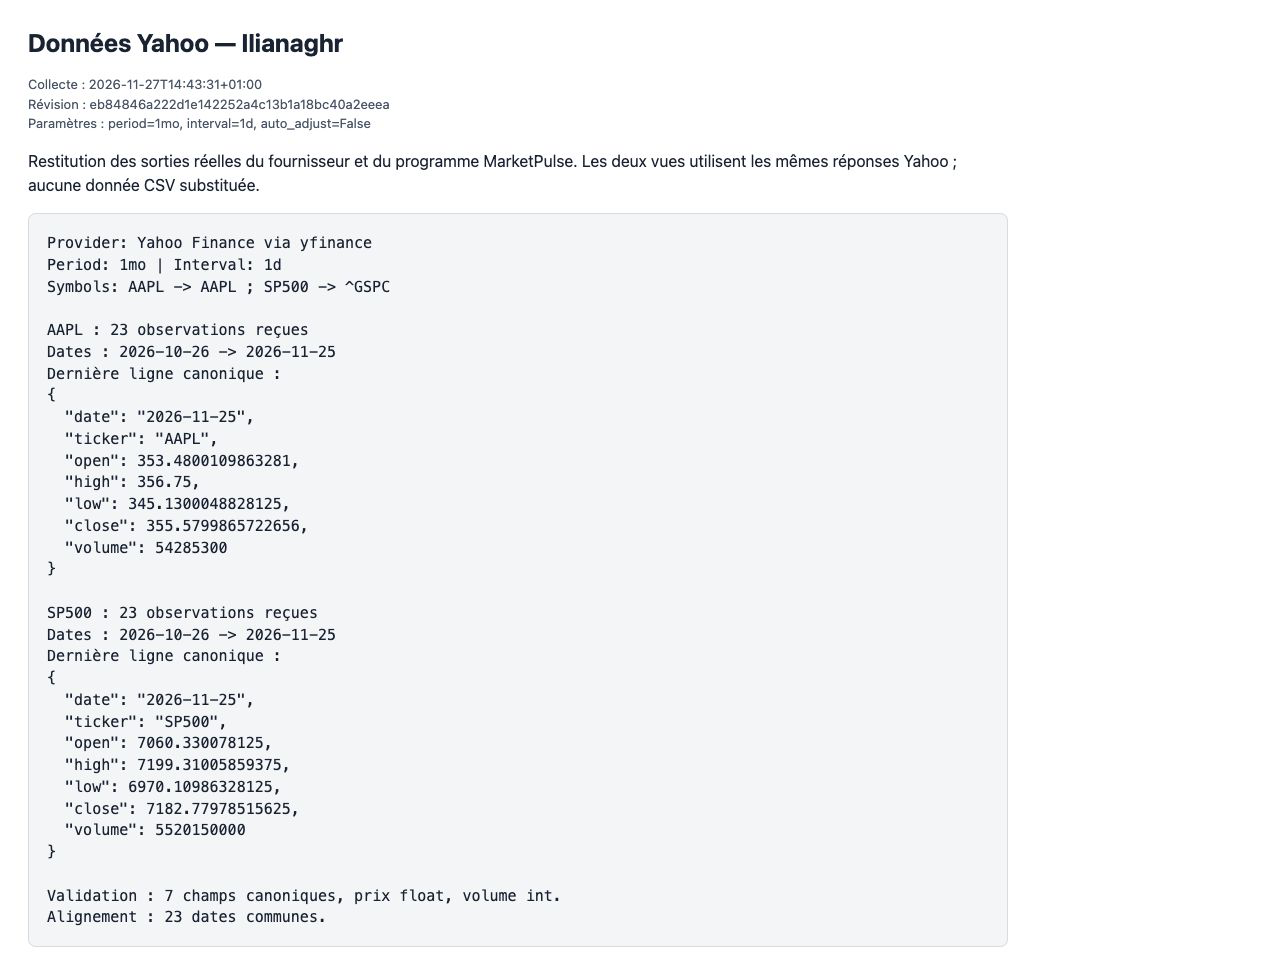 Données Yahoo — Ilianaghr
Collecte : 2026-11-27T14:43:31+01:00
Révision : eb84846a222d1e142252a4c13b1a18bc40a2eeea
Paramètres : period=1mo, interval=1d, auto_adjust=False
Restitution des sorties réelles du fournisseur et du programme MarketPulse. Les deux vues utilisent les mêmes réponses Yahoo ;
aucune donnée CSV substituée.
Provider: Yahoo Finance via yfinance
Period: 1mo | Interval: 1d
Symbols: AAPL -> AAPL ; SP500 -> ^GSPC
AAPL : 23 observations reçues
Dates : 2026-10-26 -> 2026-11-25
Dernière ligne canonique :
{
  "date": "2026-11-25",
  "ticker": "AAPL",
  "open": 353.4800109863281,
  "high": 356.75,
  "low": 345.1300048828125,
  "close": 355.5799865722656,
  "volume": 54285300
}
SP500 : 23 observations reçues
Dates : 2026-10-26 -> 2026-11-25
Dernière ligne canonique :
{
  "date": "2026-11-25",
  "ticker": "SP500",
  "open": 7060.330078125,
  "high": 7199.31005859375,
  "low": 6970.10986328125,
  "close": 7182.77978515625,
  "volume": 5520150000
}
Validation : 7 champs canoniques, prix float, volume int.
Alignement : 23 dates communes.